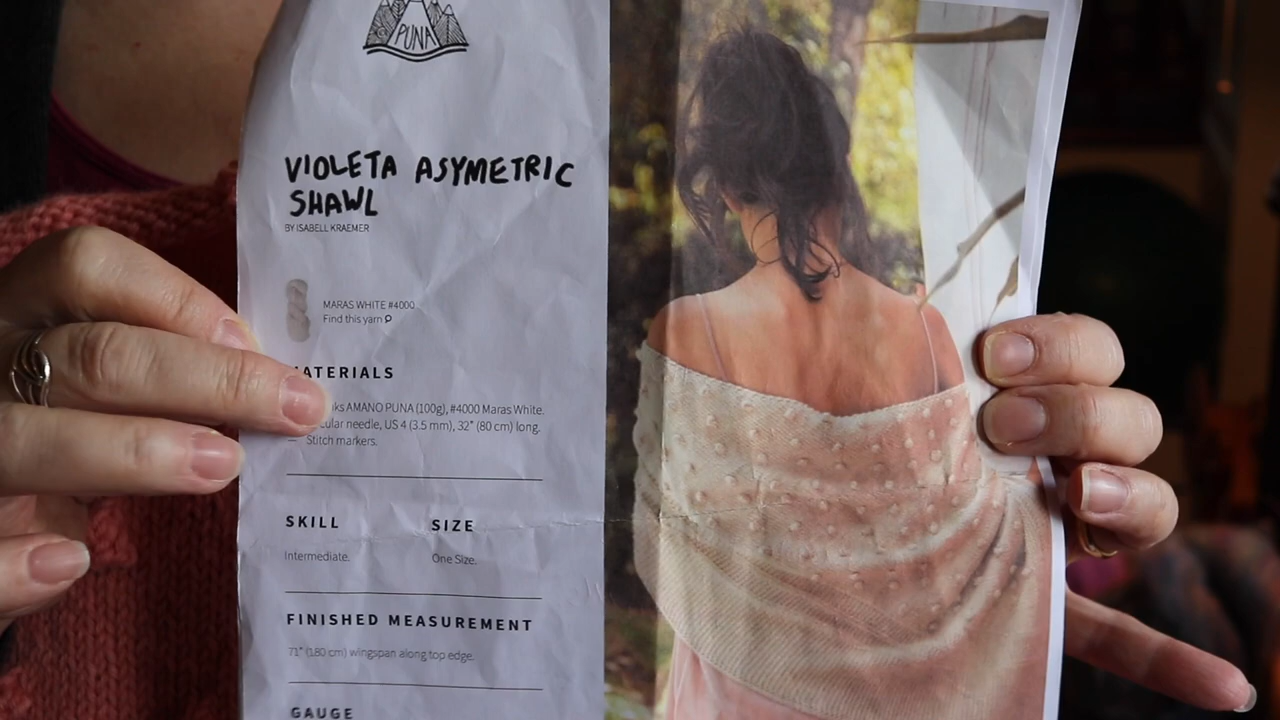 PUNA
VIOLETA ASYMETRIC
SHAWL
BY ISABELL KRAEMER
MARAS WHITE #4000
Find this yarn
ATERIALS
ks AMANO PUNA (100g), #4000 Maras White.
cular needle, US 4 (3.5 mm), 32" (80 cm) long.
— Stitch markers.
SKILL
SIZE
Intermediate.
One Size.
FINISHED MEASUREMENT
71" (180 cm) wingspan along top edge.
GAUGE